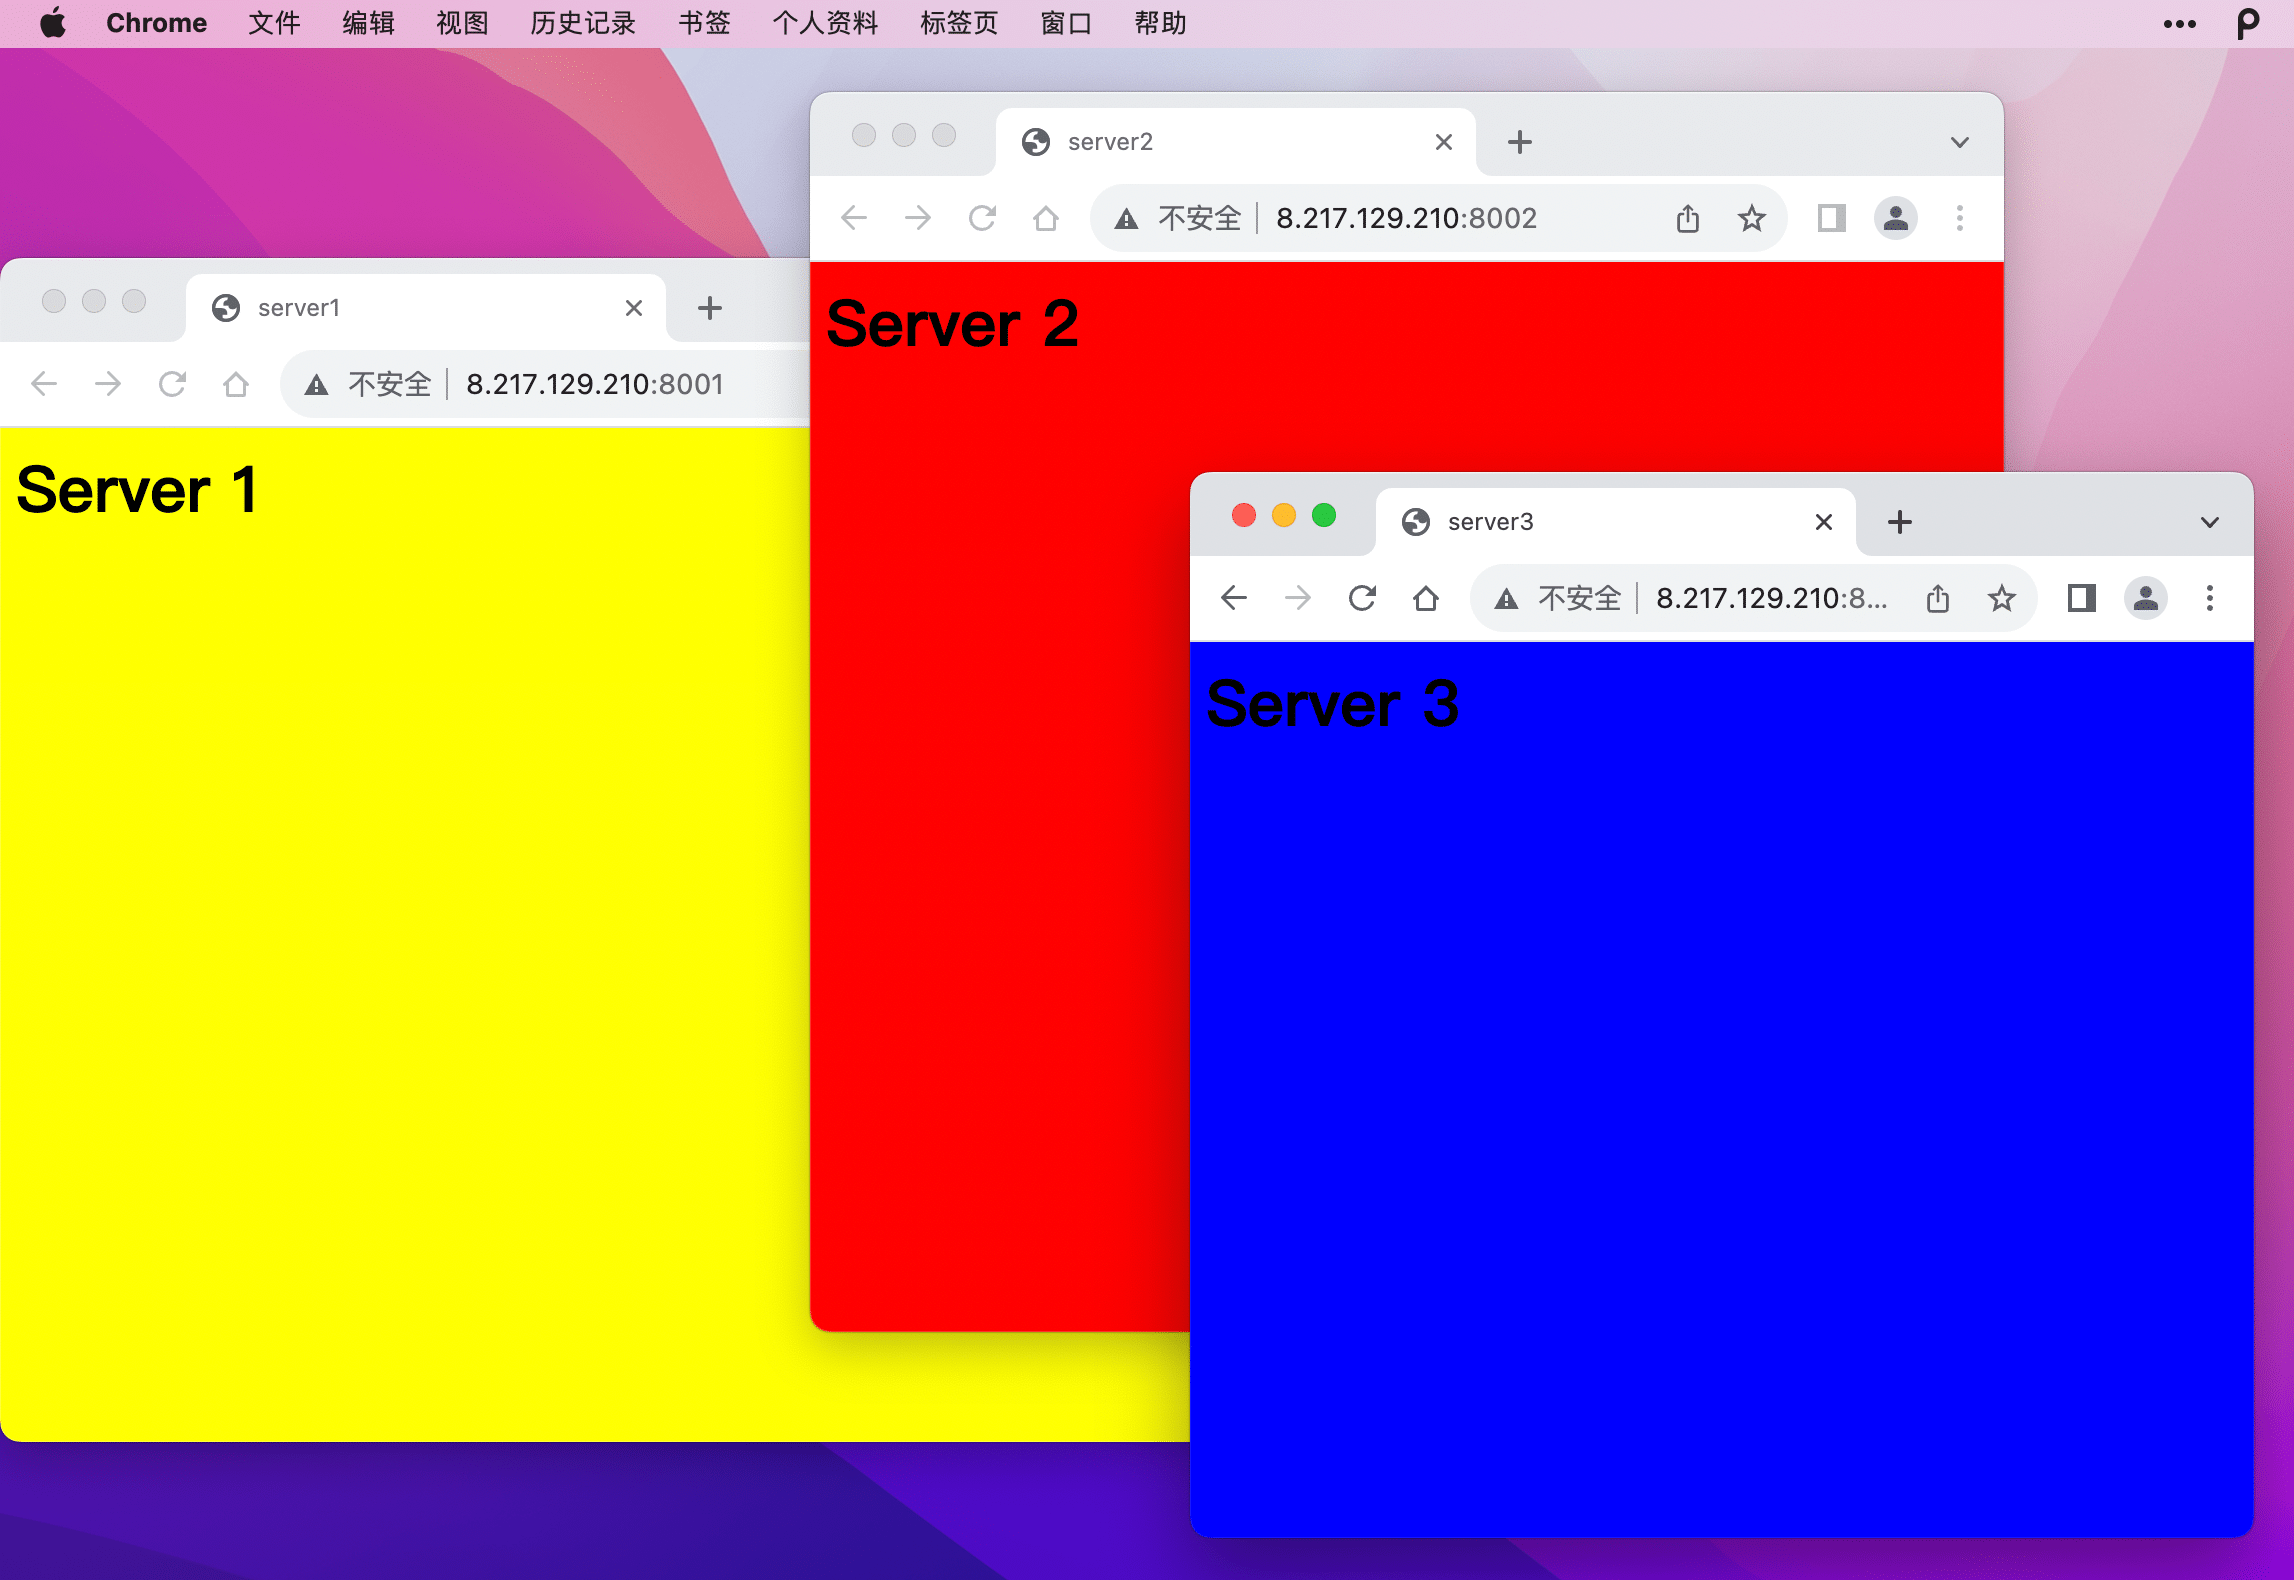 Chrome 文件 编辑 视图 历史记录 书签 个人资料 标签页 窗口 帮助
server2
不安全 8.217.129.210:8002
Server 2
server1
不安全 8.217.129.210:8001
Server 1
server3
不安全 8.217.129.210:8...
Server 3